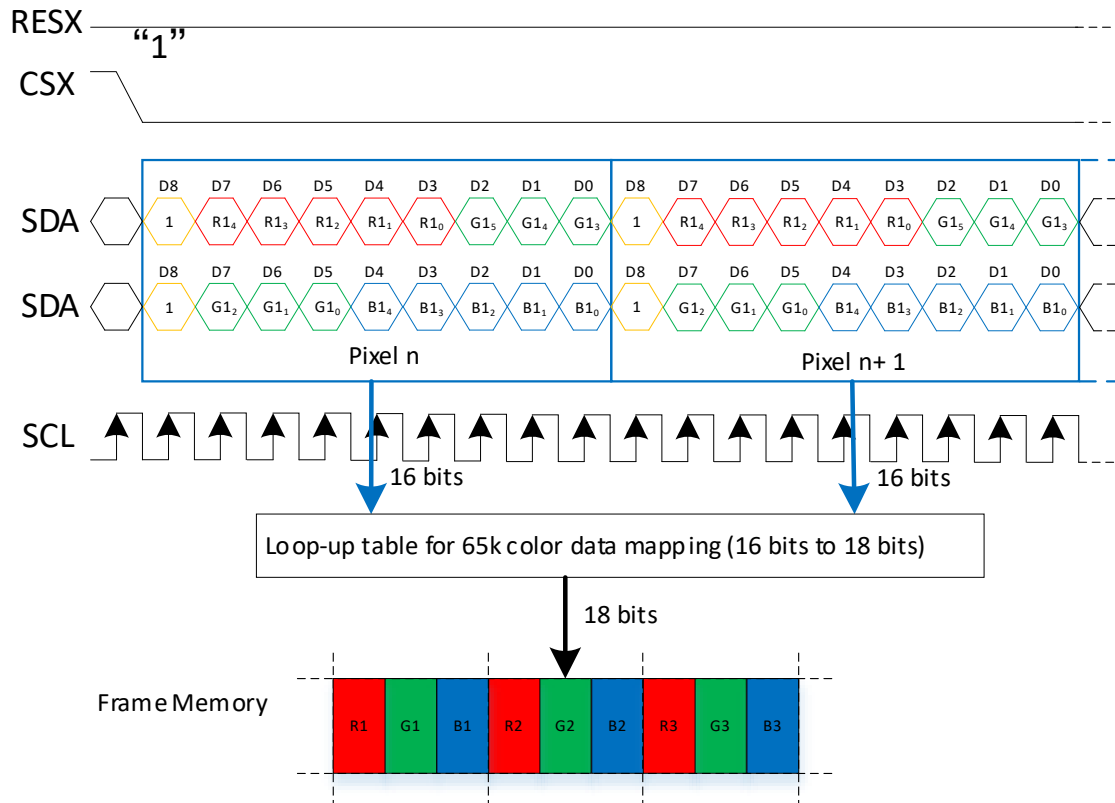 RESX
“1”
CSX
D8 D7 D6 D5 D4 D3 D2 D1 D0 D8 D7 D6 D5 D4 D3 D2 D1 D0
SDA 1 R1₄ R1₃ R1₂ R1₁ R1₀ G1₅ G1₄ G1₃ 1 R1₄ R1₃ R1₂ R1₁ R1₀ G1₅ G1₄ G1₃
D8 D7 D6 D5 D4 D3 D2 D1 D0 D8 D7 D6 D5 D4 D3 D2 D1 D0
SDA 1 G1₂ G1₁ G1₀ B1₄ B1₃ B1₂ B1₁ B1₀ 1 G1₂ G1₁ G1₀ B1₄ B1₃ B1₂ B1₁ B1₀
Pixel n Pixel n+ 1
SCL
16 bits 16 bits
Loop-up table for 65k color data mapping (16 bits to 18 bits)
18 bits
Frame Memory
R1 G1 B1 R2 G2 B2 R3 G3 B3